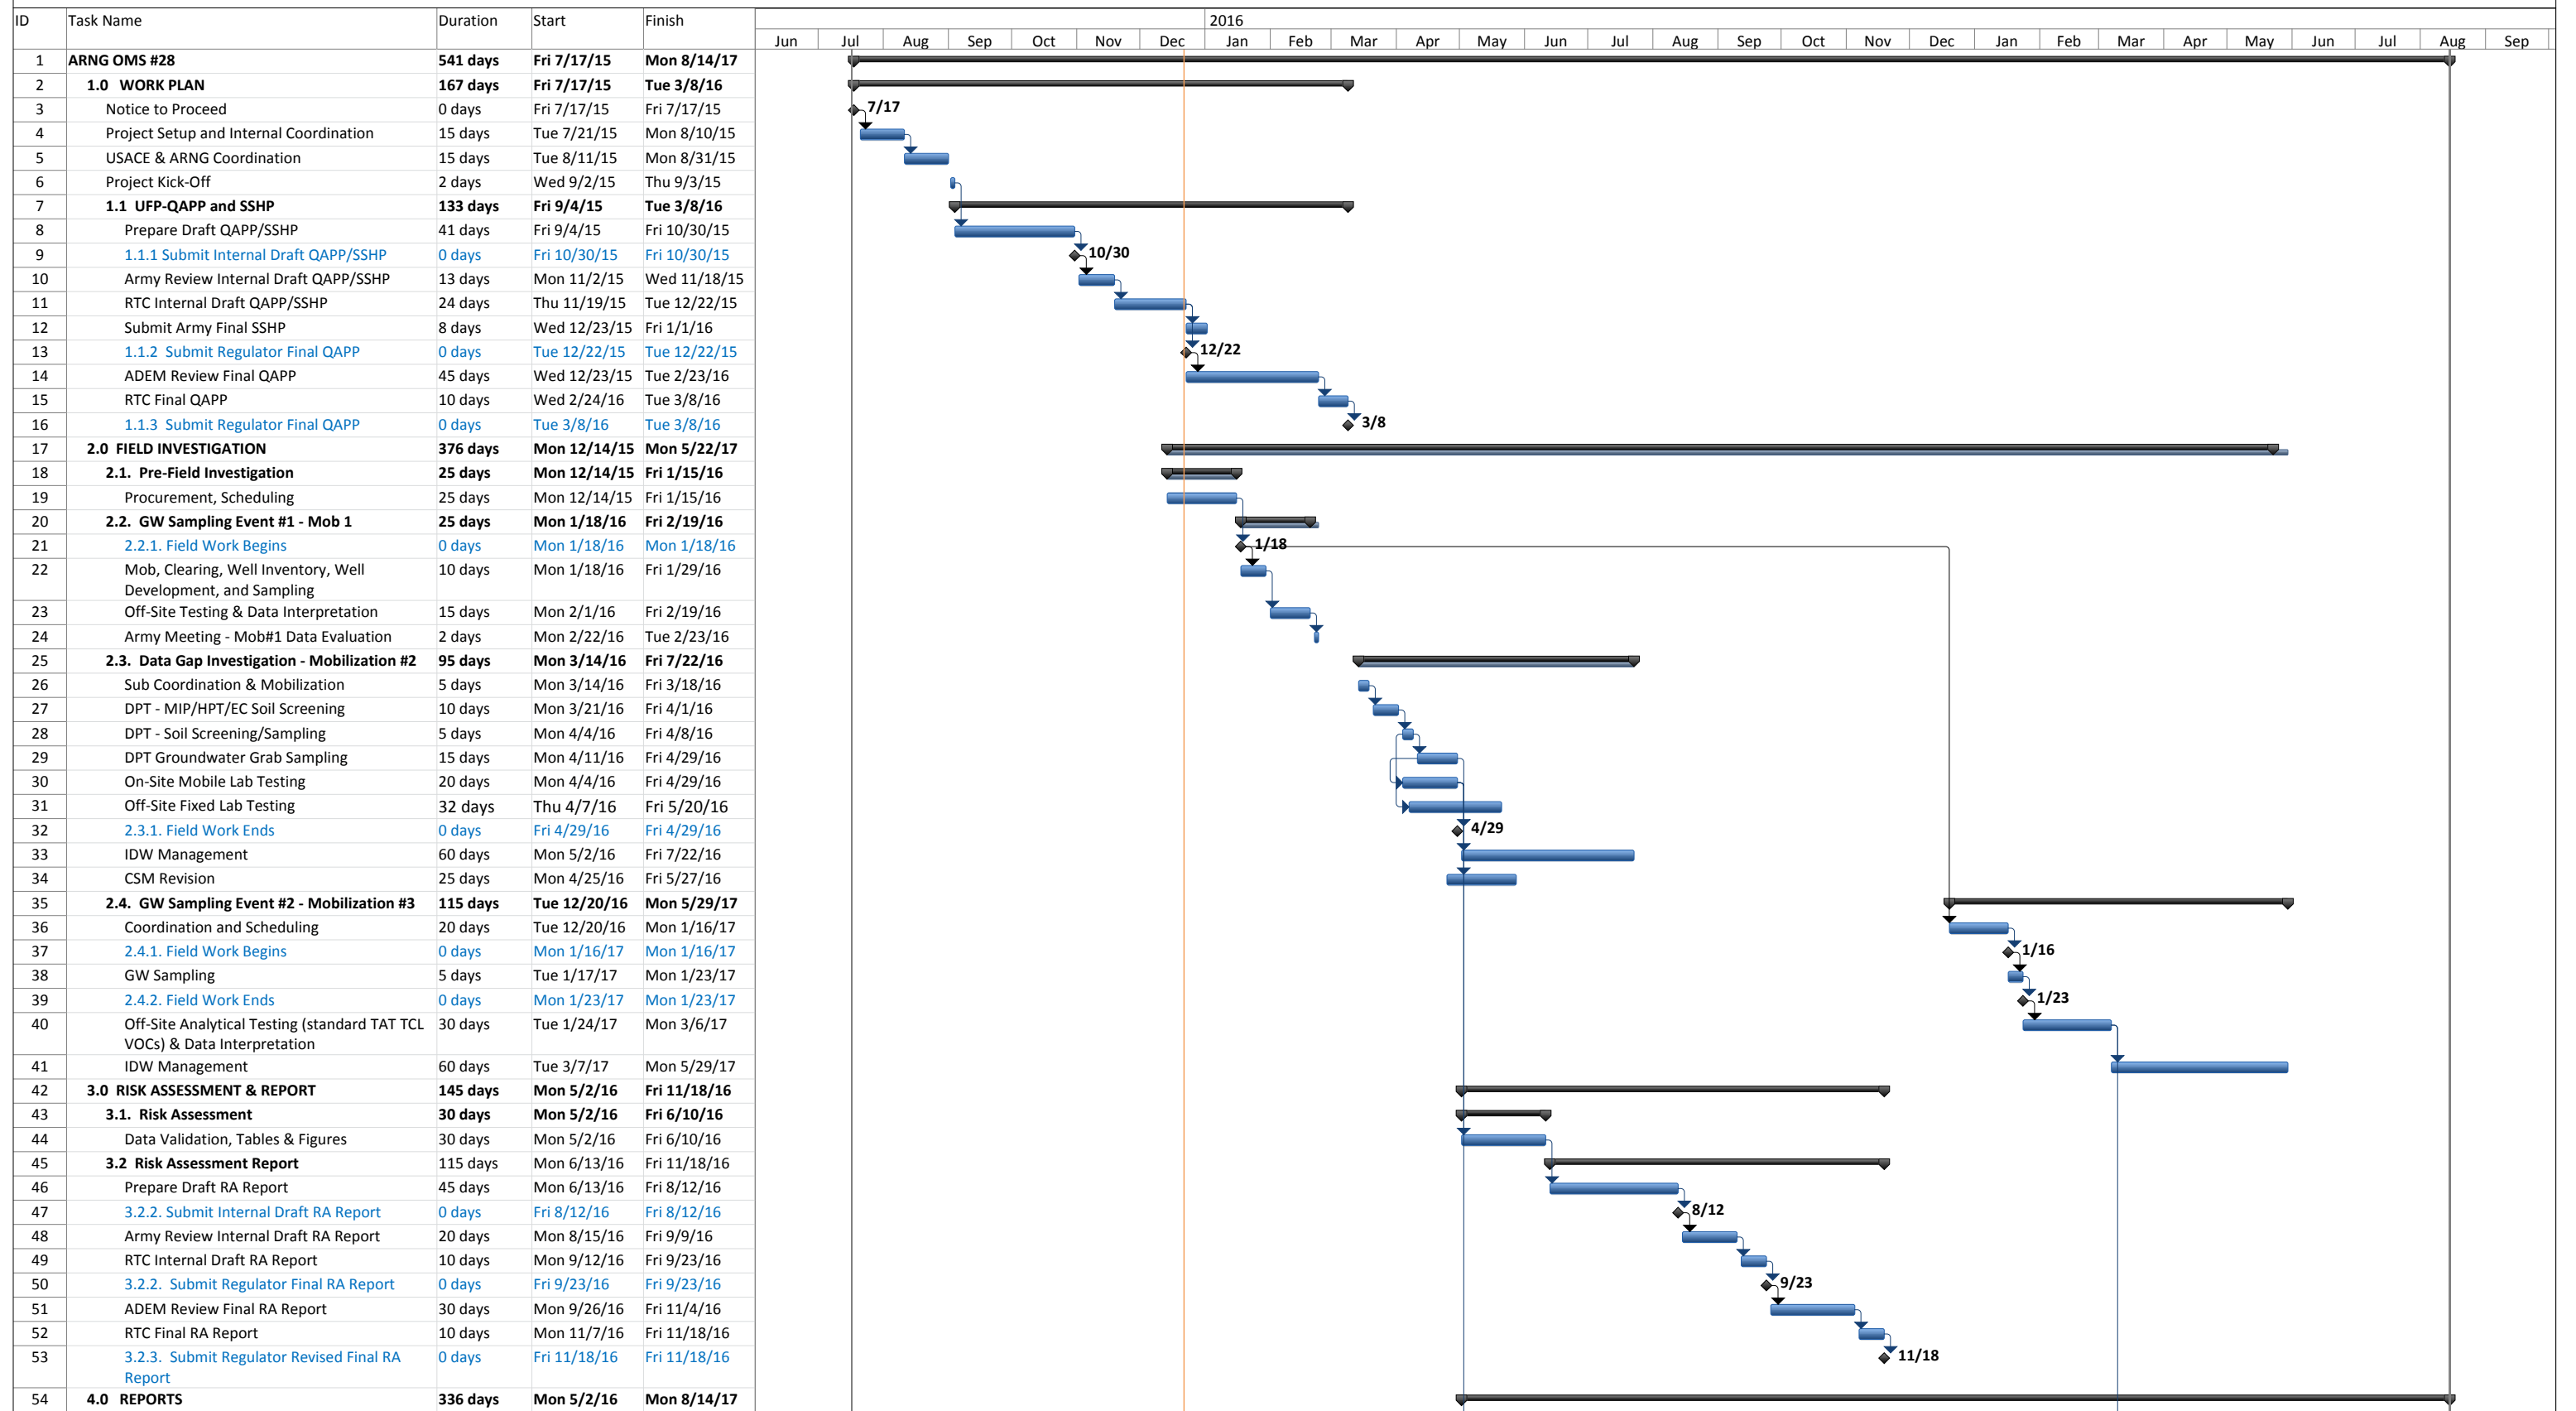 ID Task Name Duration Start Finish 2016
Jun Jul Aug Sep Oct Nov Dec Jan Feb Mar Apr May Jun Jul Aug Sep Oct Nov Dec Jan Feb Mar Apr May Jun Jul Aug Sep
1 ARNG OMS #28 541 days Fri 7/17/15 Mon 8/14/17
2 1.0 WORK PLAN 167 days Fri 7/17/15 Tue 3/8/16
3 Notice to Proceed 0 days Fri 7/17/15 Fri 7/17/15 7/17
4 Project Setup and Internal Coordination 15 days Tue 7/21/15 Mon 8/10/15
5 USACE & ARNG Coordination 15 days Tue 8/11/15 Mon 8/31/15
6 Project Kick-Off 2 days Wed 9/2/15 Thu 9/3/15
7 1.1 UFP-QAPP and SSHP 133 days Fri 9/4/15 Tue 3/8/16
8 Prepare Draft QAPP/SSHP 41 days Fri 9/4/15 Fri 10/30/15
9 1.1.1 Submit Internal Draft QAPP/SSHP 0 days Fri 10/30/15 Fri 10/30/15 10/30
10 Army Review Internal Draft QAPP/SSHP 13 days Mon 11/2/15 Wed 11/18/15
11 RTC Internal Draft QAPP/SSHP 24 days Thu 11/19/15 Tue 12/22/15
12 Submit Army Final SSHP 8 days Wed 12/23/15 Fri 1/1/16
13 1.1.2 Submit Regulator Final QAPP 0 days Tue 12/22/15 Tue 12/22/15 12/22
14 ADEM Review Final QAPP 45 days Wed 12/23/15 Tue 2/23/16
15 RTC Final QAPP 10 days Wed 2/24/16 Tue 3/8/16
16 1.1.3 Submit Regulator Final QAPP 0 days Tue 3/8/16 Tue 3/8/16 3/8
17 2.0 FIELD INVESTIGATION 376 days Mon 12/14/15 Mon 5/22/17
18 2.1. Pre-Field Investigation 25 days Mon 12/14/15 Fri 1/15/16
19 Procurement, Scheduling 25 days Mon 12/14/15 Fri 1/15/16
20 2.2. GW Sampling Event #1 - Mob 1 25 days Mon 1/18/16 Fri 2/19/16
21 2.2.1. Field Work Begins 0 days Mon 1/18/16 Mon 1/18/16 1/18
22 Mob, Clearing, Well Inventory, Well 10 days Mon 1/18/16 Fri 1/29/16
Development, and Sampling
23 Off-Site Testing & Data Interpretation 15 days Mon 2/1/16 Fri 2/19/16
24 Army Meeting - Mob#1 Data Evaluation 2 days Mon 2/22/16 Tue 2/23/16
25 2.3. Data Gap Investigation - Mobilization #2 95 days Mon 3/14/16 Fri 7/22/16
26 Sub Coordination & Mobilization 5 days Mon 3/14/16 Fri 3/18/16
27 DPT - MIP/HPT/EC Soil Screening 10 days Mon 3/21/16 Fri 4/1/16
28 DPT - Soil Screening/Sampling 5 days Mon 4/4/16 Fri 4/8/16
29 DPT Groundwater Grab Sampling 15 days Mon 4/11/16 Fri 4/29/16
30 On-Site Mobile Lab Testing 20 days Mon 4/4/16 Fri 4/29/16
31 Off-Site Fixed Lab Testing 32 days Thu 4/7/16 Fri 5/20/16
32 2.3.1. Field Work Ends 0 days Fri 4/29/16 Fri 4/29/16 4/29
33 IDW Management 60 days Mon 5/2/16 Fri 7/22/16
34 CSM Revision 25 days Mon 4/25/16 Fri 5/27/16
35 2.4. GW Sampling Event #2 - Mobilization #3 115 days Tue 12/20/16 Mon 5/29/17
36 Coordination and Scheduling 20 days Tue 12/20/16 Mon 1/16/17
37 2.4.1. Field Work Begins 0 days Mon 1/16/17 Mon 1/16/17 1/16
38 GW Sampling 5 days Tue 1/17/17 Mon 1/23/17
39 2.4.2. Field Work Ends 0 days Mon 1/23/17 Mon 1/23/17 1/23
40 Off-Site Analytical Testing (standard TAT TCL 30 days Tue 1/24/17 Mon 3/6/17
VOCs) & Data Interpretation
41 IDW Management 60 days Tue 3/7/17 Mon 5/29/17
42 3.0 RISK ASSESSMENT & REPORT 145 days Mon 5/2/16 Fri 11/18/16
43 3.1. Risk Assessment 30 days Mon 5/2/16 Fri 6/10/16
44 Data Validation, Tables & Figures 30 days Mon 5/2/16 Fri 6/10/16
45 3.2 Risk Assessment Report 115 days Mon 6/13/16 Fri 11/18/16
46 Prepare Draft RA Report 45 days Mon 6/13/16 Fri 8/12/16
47 3.2.2. Submit Internal Draft RA Report 0 days Fri 8/12/16 Fri 8/12/16 8/12
48 Army Review Internal Draft RA Report 20 days Mon 8/15/16 Fri 9/9/16
49 RTC Internal Draft RA Report 10 days Mon 9/12/16 Fri 9/23/16
50 3.2.2. Submit Regulator Final RA Report 0 days Fri 9/23/16 Fri 9/23/16 9/23
51 ADEM Review Final RA Report 30 days Mon 9/26/16 Fri 11/4/16
52 RTC Final RA Report 10 days Mon 11/7/16 Fri 11/18/16
53 3.2.3. Submit Regulator Revised Final RA 0 days Fri 11/18/16 Fri 11/18/16 11/18
Report
54 4.0 REPORTS 336 days Mon 5/2/16 Mon 8/14/17